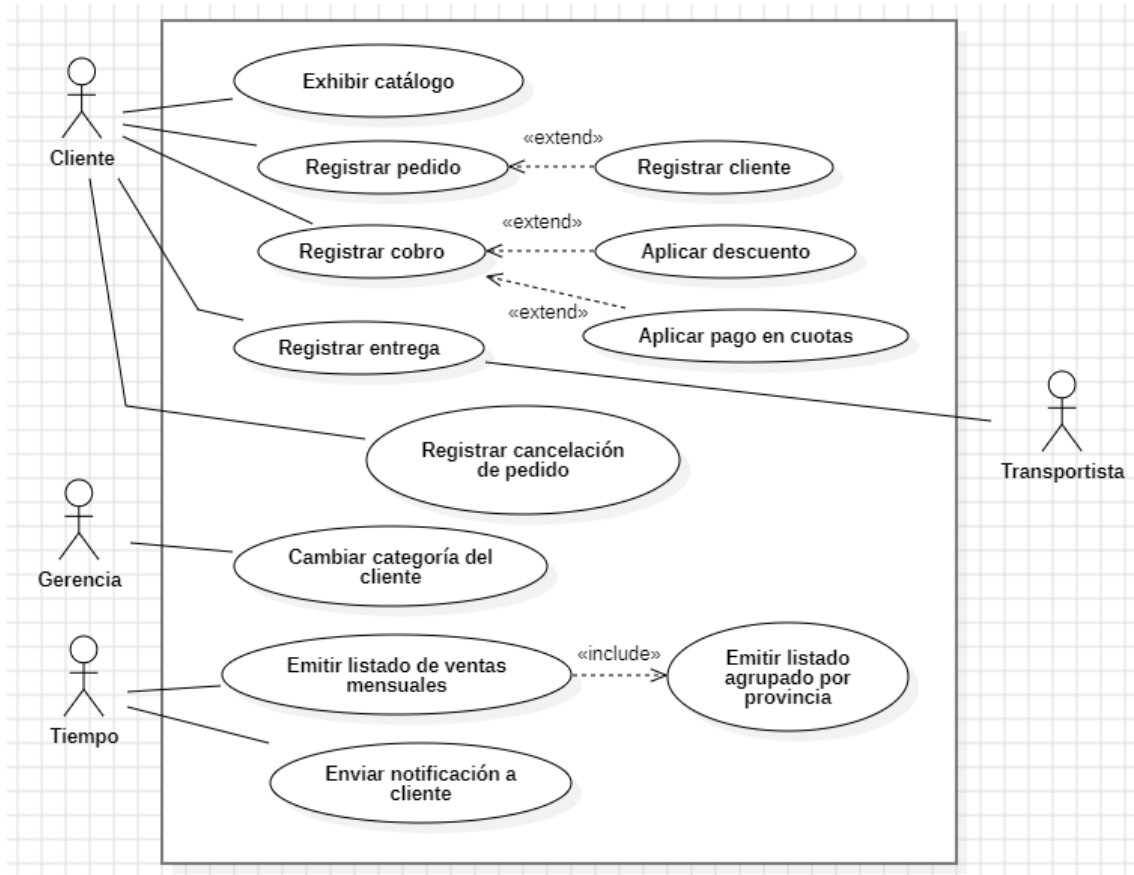 Exhibir catálogo
Cliente
«extend»
Registrar pedido
Registrar cliente
«extend»
Registrar cobro
Aplicar descuento
«extend»
Aplicar pago en cuotas
Registrar entrega
Registrar cancelación
de pedido
Transportista
Gerencia
Cambiar categoría del
cliente
Tiempo
Emitir listado de ventas
mensuales
«include»
Emitir listado
agrupado por
provincia
Enviar notificación a
cliente